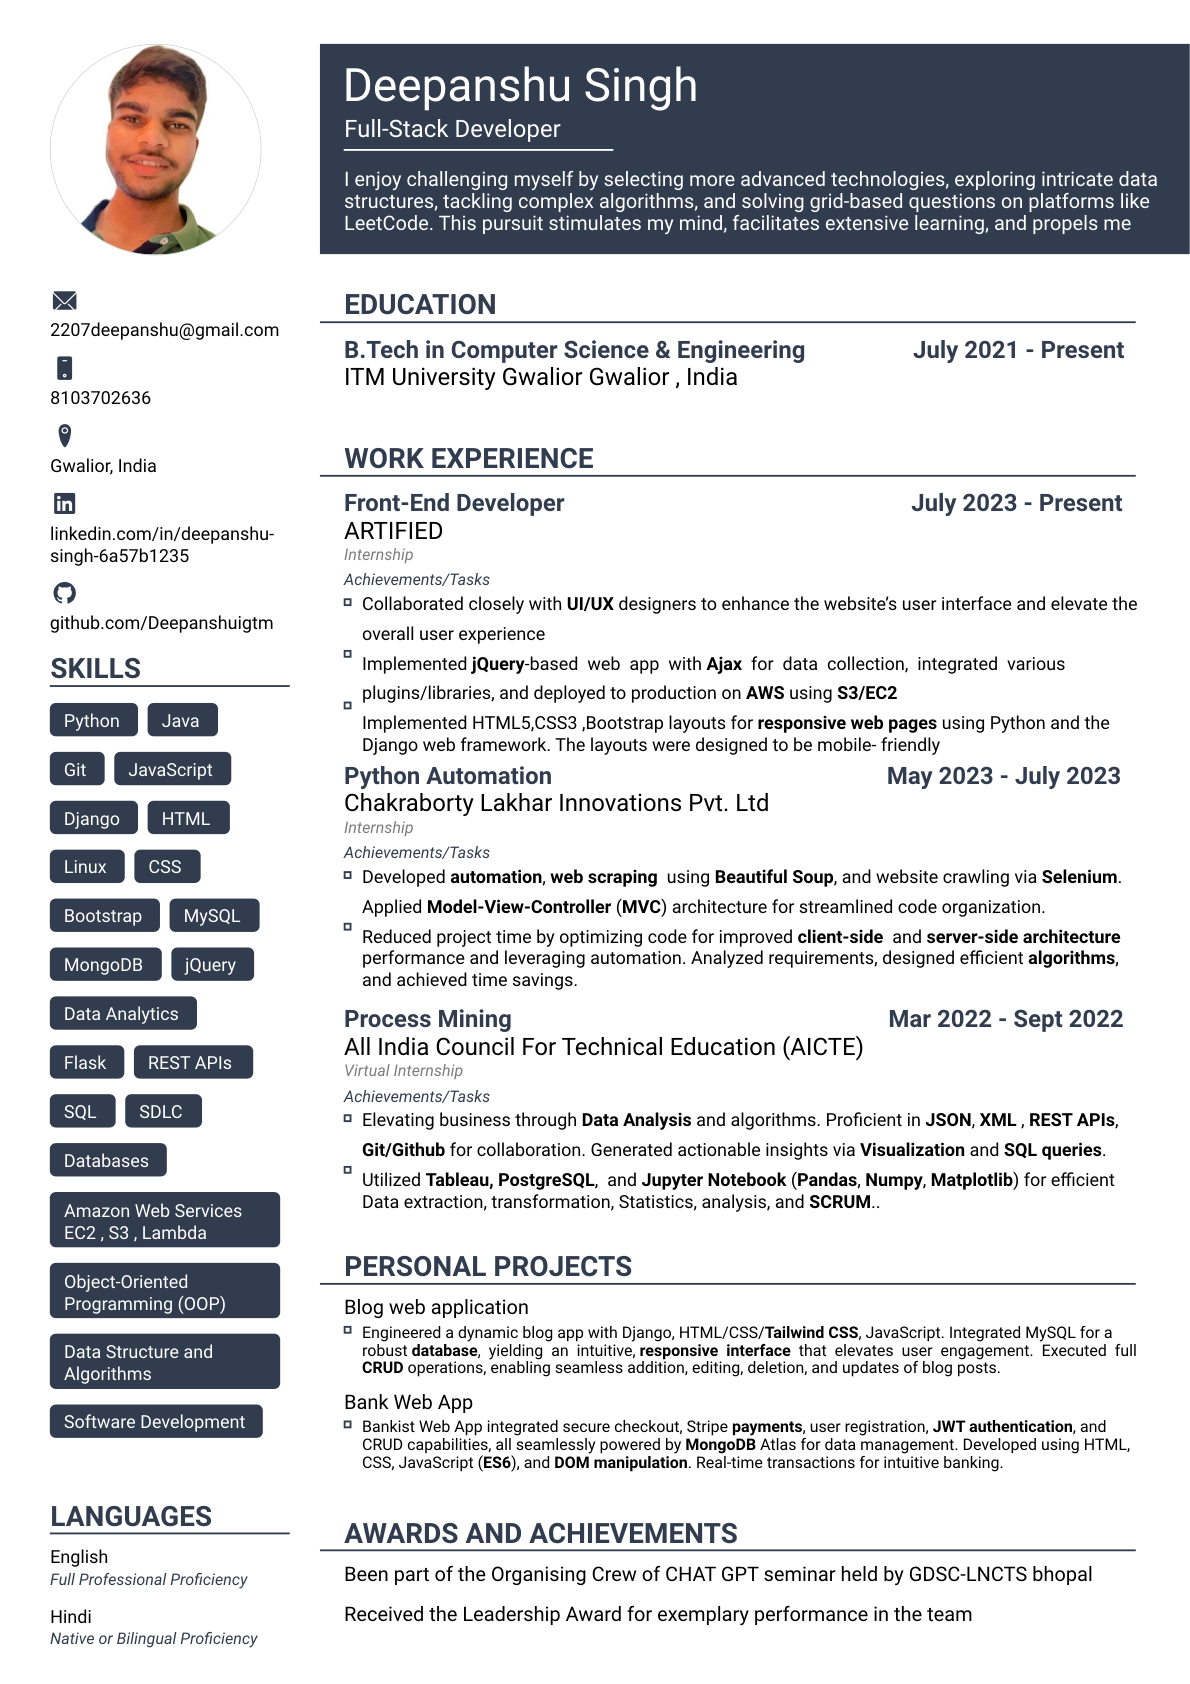 Deepanshu Singh
Full-Stack Developer
I enjoy challenging myself by selecting more advanced technologies, exploring intricate data
structures, tackling complex algorithms, and solving grid-based questions on platforms like
LeetCode. This pursuit stimulates my mind, facilitates extensive learning, and propels me
2207deepanshu@gmail.com
8103702636
Gwalior, India
linkedin.com/in/deepanshu-
singh-6a57b1235
github.com/Deepanshuigtm
SKILLS
Python Java
Git JavaScript
Django HTML
Linux CSS
Bootstrap MySQL
MongoDB jQuery
Data Analytics
Flask REST APIs
SQL SDLC
Databases
Amazon Web Services
EC2 , S3 , Lambda
Object-Oriented
Programming (OOP)
Data Structure and
Algorithms
Software Development
LANGUAGES
English
Full Professional Proficiency
Hindi
Native or Bilingual Proficiency
EDUCATION
B.Tech in Computer Science & Engineering July 2021 - Present
ITM University Gwalior Gwalior , India
WORK EXPERIENCE
Front-End Developer July 2023 - Present
ARTIFIED
Internship
Achievements/Tasks
Collaborated closely with UI/UX designers to enhance the website’s user interface and elevate the
overall user experience
Implemented jQuery-based web app with Ajax for data collection, integrated various
plugins/libraries, and deployed to production on AWS using S3/EC2
Implemented HTML5,CSS3 ,Bootstrap layouts for responsive web pages using Python and the
Django web framework. The layouts were designed to be mobile- friendly
Python Automation May 2023 - July 2023
Chakraborty Lakhar Innovations Pvt. Ltd
Internship
Achievements/Tasks
Developed automation, web scraping using Beautiful Soup, and website crawling via Selenium.
Applied Model-View-Controller (MVC) architecture for streamlined code organization.
Reduced project time by optimizing code for improved client-side and server-side architecture
performance and leveraging automation. Analyzed requirements, designed efficient algorithms,
and achieved time savings.
Process Mining Mar 2022 - Sept 2022
All India Council For Technical Education (AICTE)
Virtual Internship
Achievements/Tasks
Elevating business through Data Analysis and algorithms. Proficient in JSON, XML , REST APIs,
Git/Github for collaboration. Generated actionable insights via Visualization and SQL queries.
Utilized Tableau, PostgreSQL, and Jupyter Notebook (Pandas, Numpy, Matplotlib) for efficient
Data extraction, transformation, Statistics, analysis, and SCRUM..
PERSONAL PROJECTS
Blog web application
Engineered a dynamic blog app with Django, HTML/CSS/Tailwind CSS, JavaScript. Integrated MySQL for a
robust database, yielding an intuitive, responsive interface that elevates user engagement. Executed full
CRUD operations, enabling seamless addition, editing, deletion, and updates of blog posts.
Bank Web App
Bankist Web App integrated secure checkout, Stripe payments, user registration, JWT authentication, and
CRUD capabilities, all seamlessly powered by MongoDB Atlas for data management. Developed using HTML,
CSS, JavaScript (ES6), and DOM manipulation. Real-time transactions for intuitive banking.
AWARDS AND ACHIEVEMENTS
Been part of the Organising Crew of CHAT GPT seminar held by GDSC-LNCTS bhopal
Received the Leadership Award for exemplary performance in the team